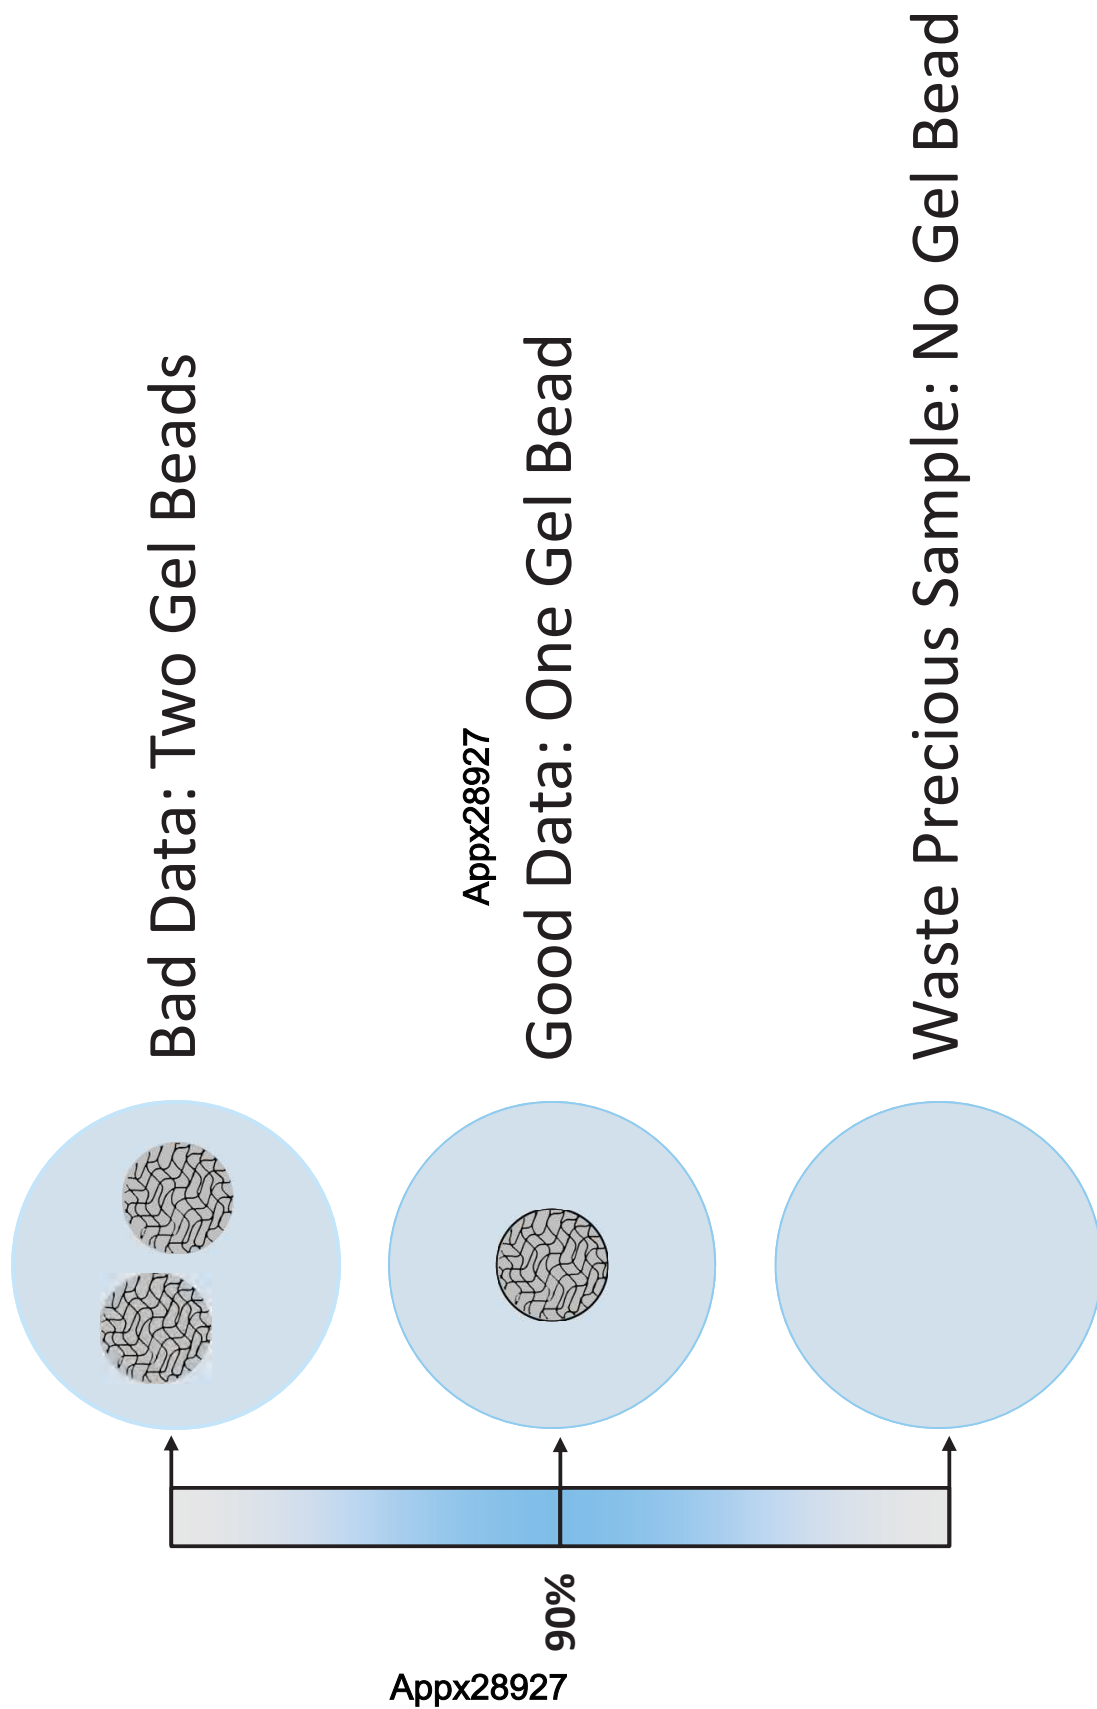 Bad Data: Two Gel Beads
Appx28927
Good Data: One Gel Bead
Waste Precious Sample: No Gel Bead
90%
Appx28927